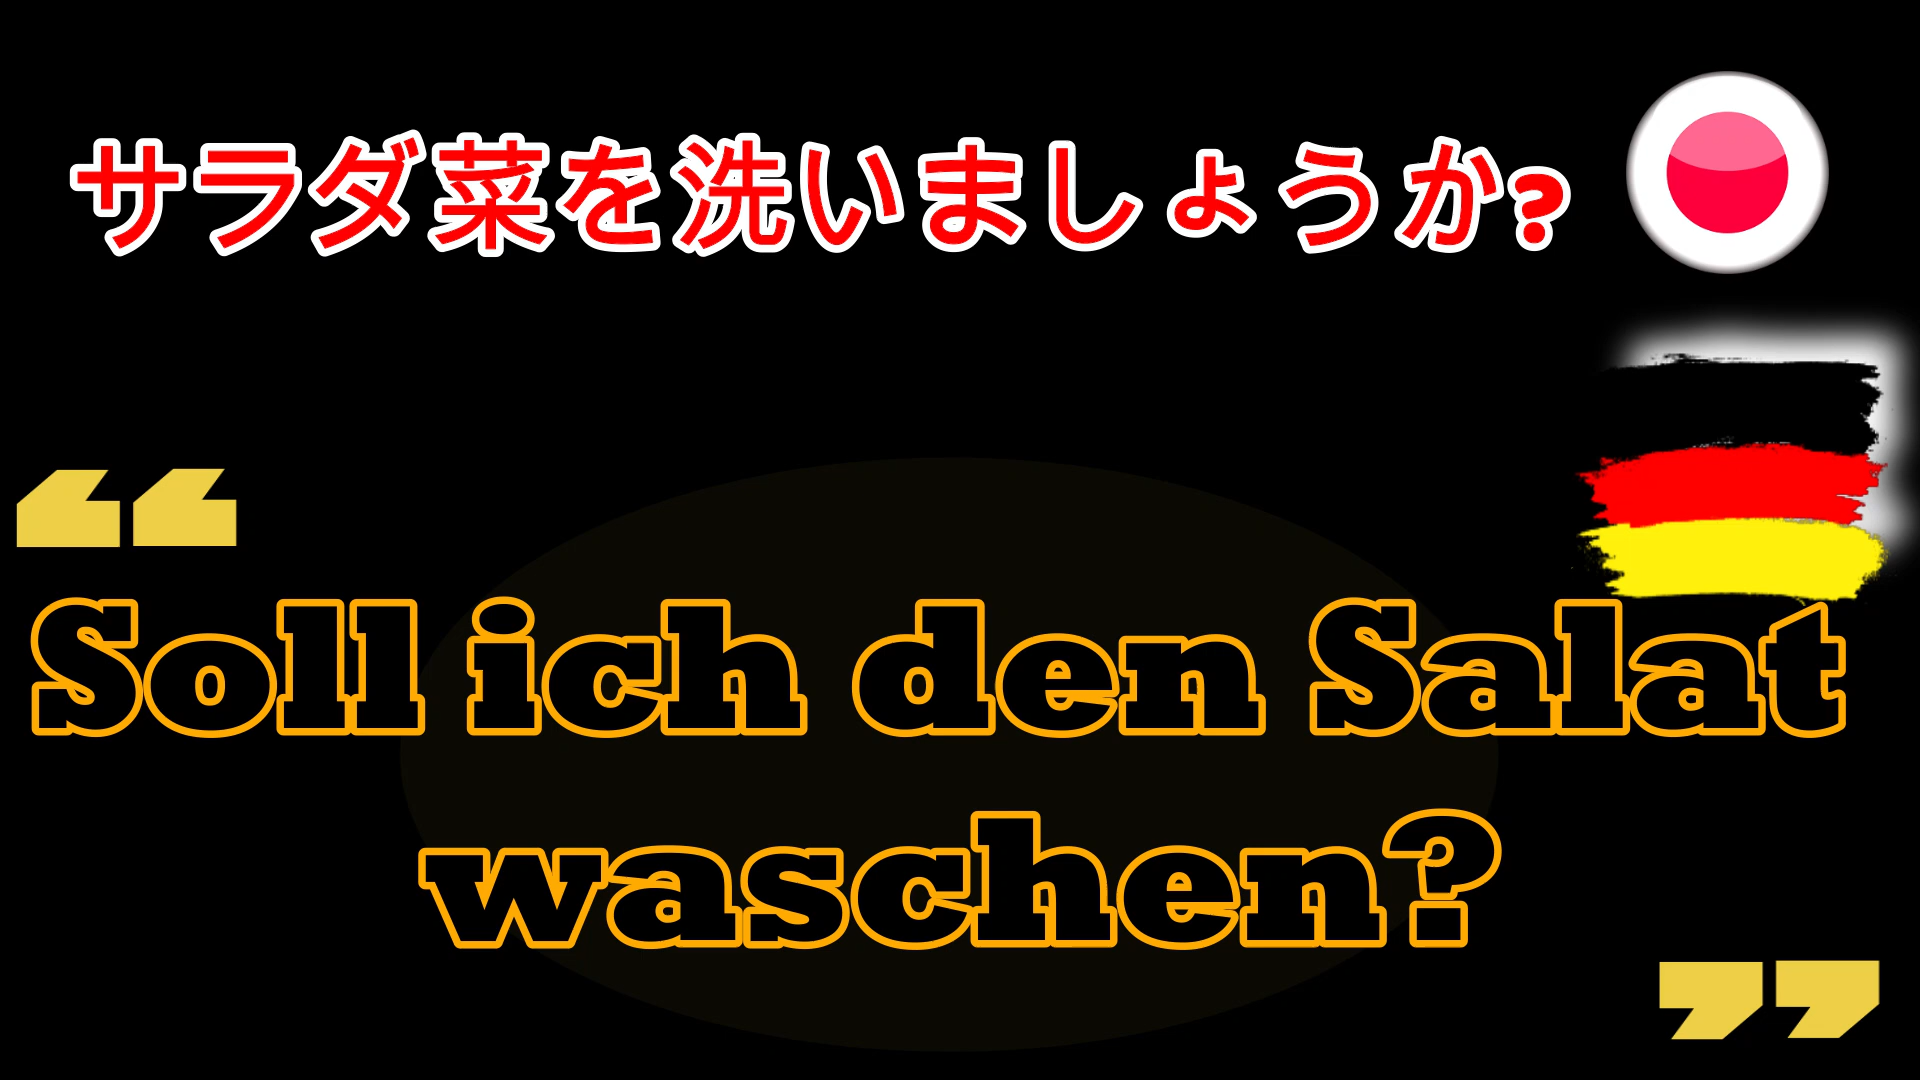 サラダ菜を洗いましょうか?
“
Soll ich den Salat
waschen?
”